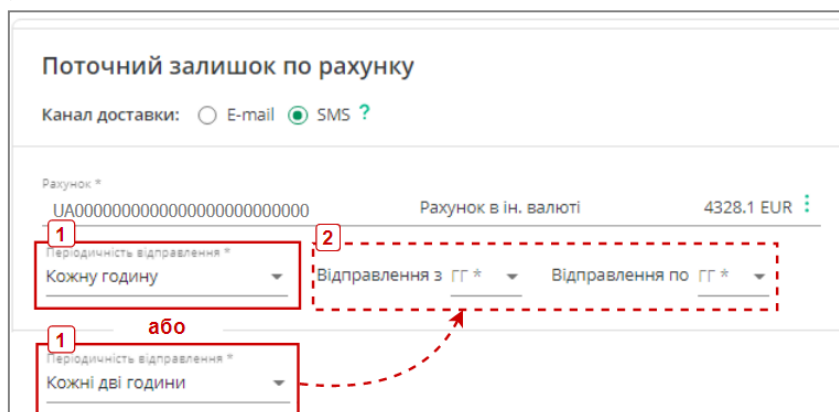 Поточний залишок по рахунку
Канал доставки: E-mail SMS ?
Рахунок *
UA0000000000000000000000000 Рахунок в ін. валюті 4328.1 EUR
1 2
Періодичність відправлення *
Кожну годину Відправлення з ГГ * Відправлення по ГГ *
або
1
Періодичність відправлення *
Кожні дві години